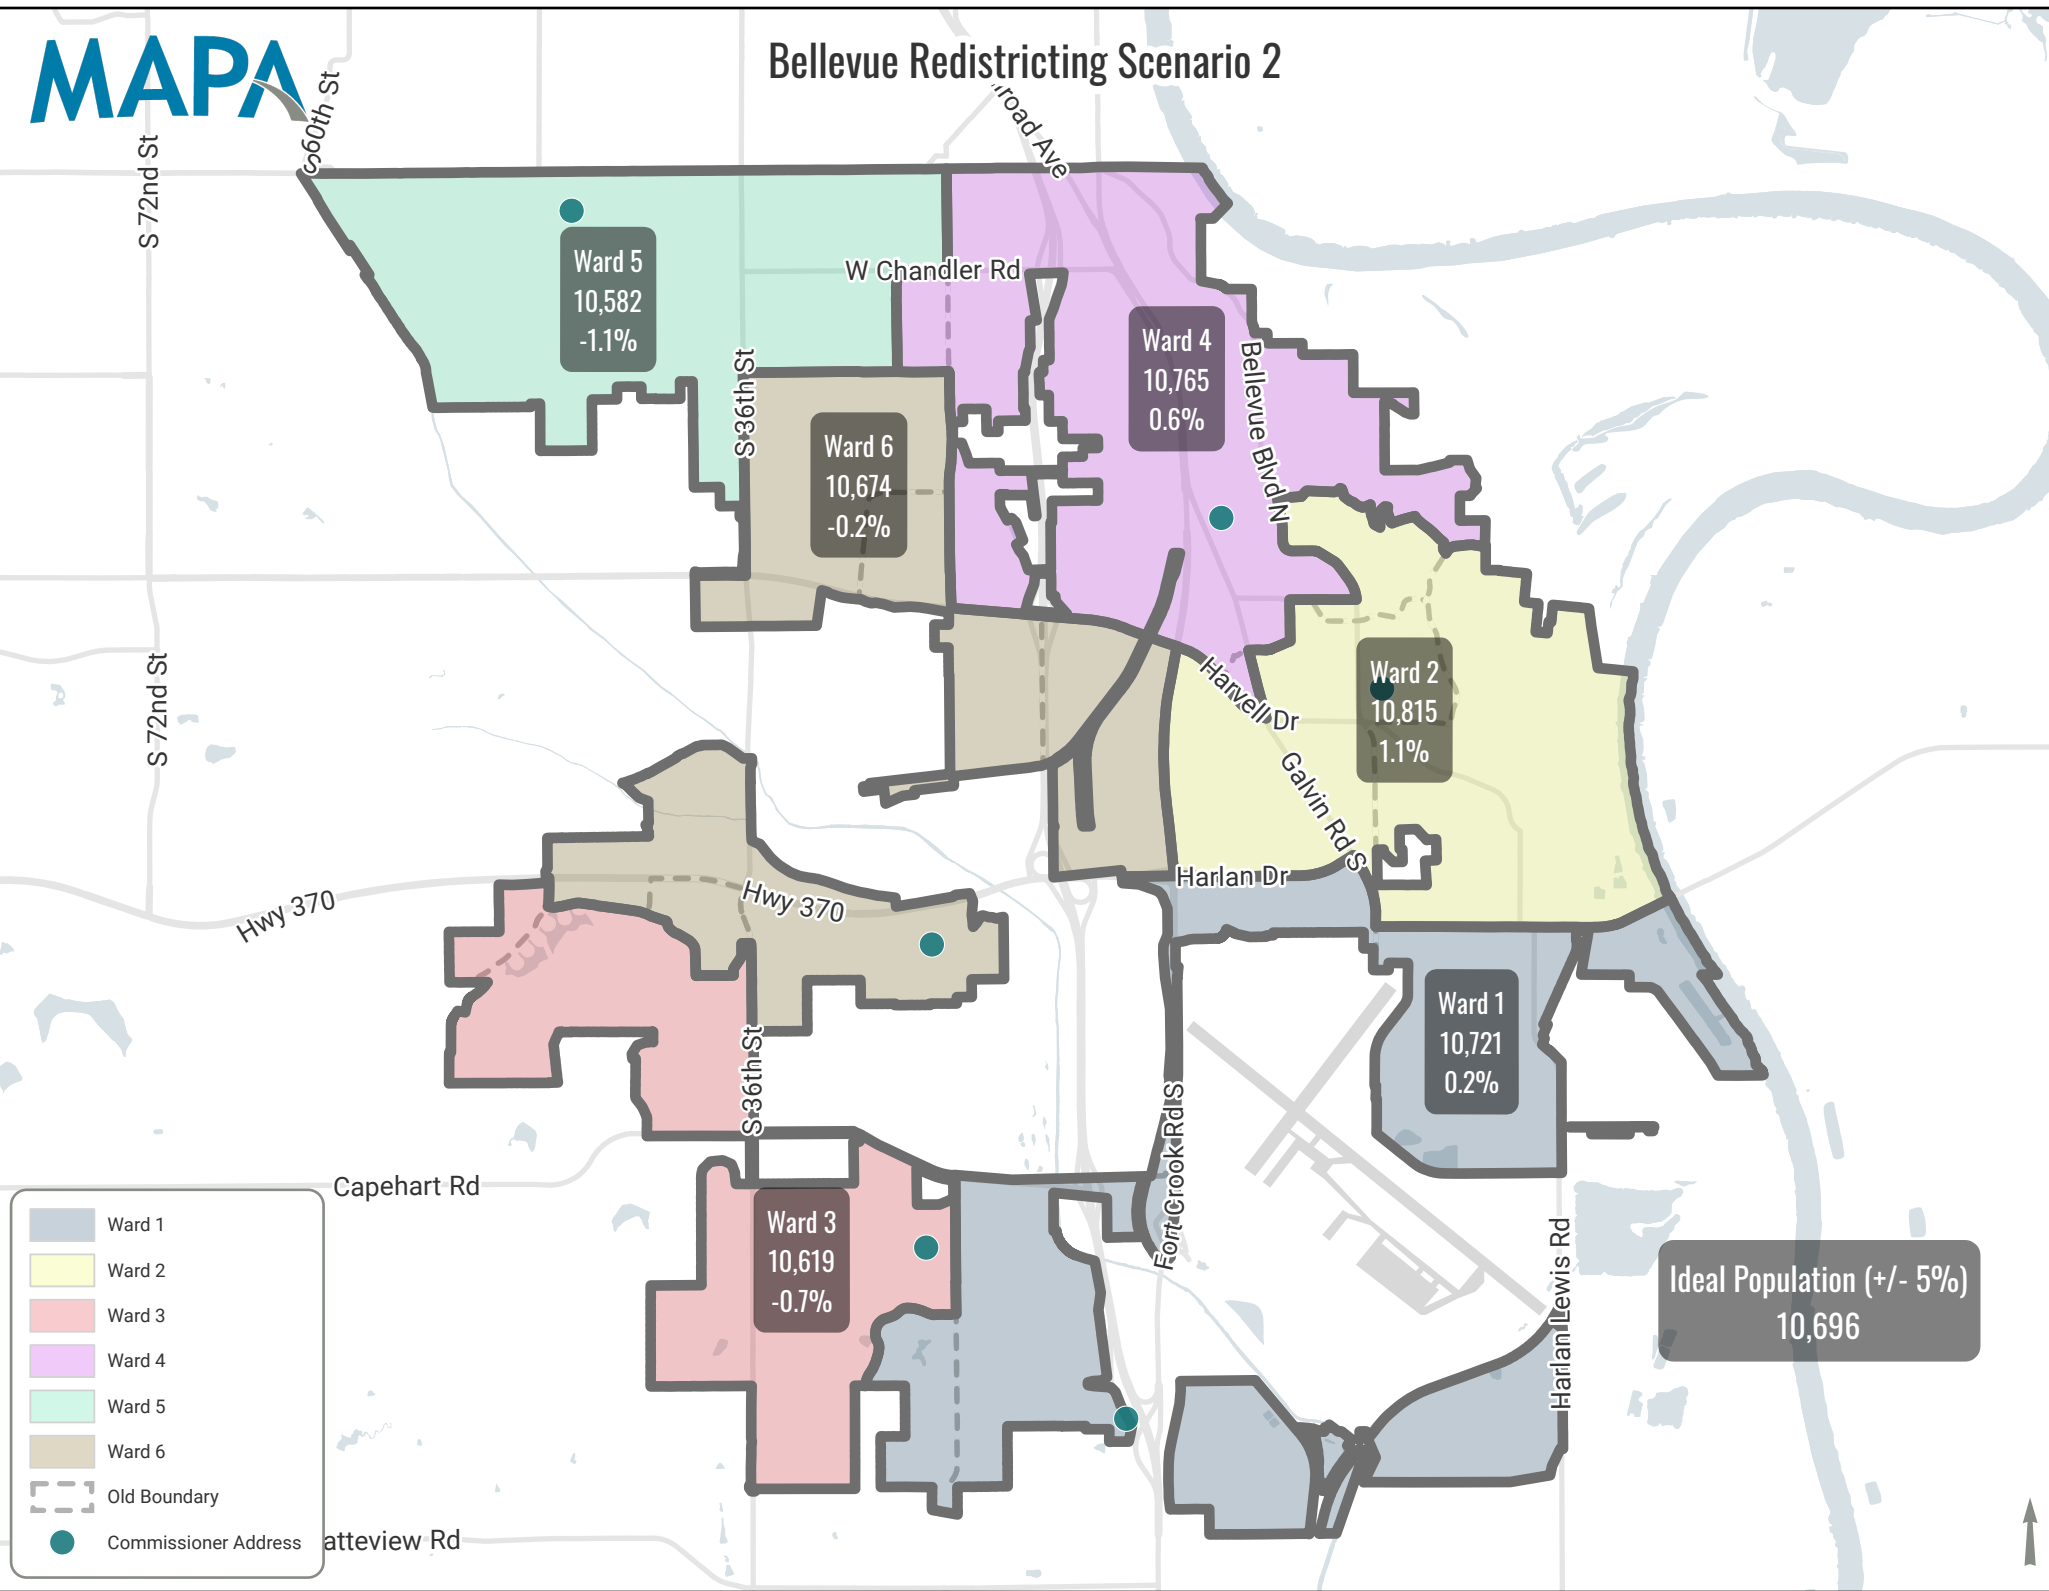 MAPA
Bellevue Redistricting Scenario 2
S 60th St
road Ave
S 72nd St
W Chandler Rd
Ward 5
10,582
-1.1%
Ward 4
10,765
0.6%
Bellevue Blvd N
S 36th St
Ward 6
10,674
-0.2%
S 72nd St
Harvell Dr
Ward 2
10,815
1.1%
Galvin Rd S
Harlan Dr
Hwy 370
Hwy 370
Ward 1
10,721
0.2%
S 36th St
Fort Crook Rd S
Capehart Rd
Ward 3
10,619
-0.7%
Harlan Lewis Rd
Ideal Population (+/- 5%)
10,696
Ward 1
Ward 2
Ward 3
Ward 4
Ward 5
Ward 6
Old Boundary
Commissioner Address
atteview Rd